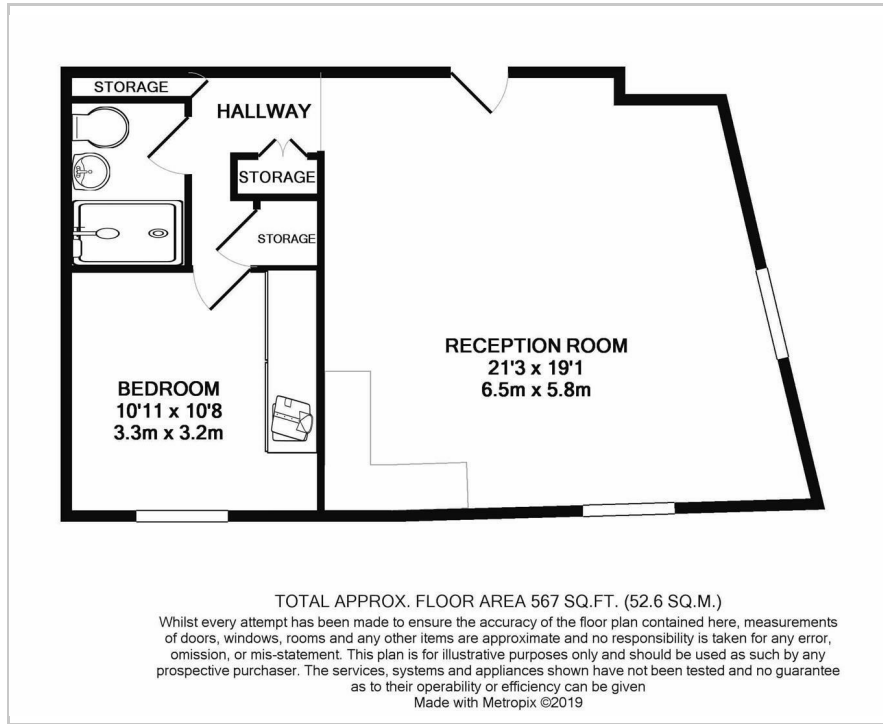 STORAGE
HALLWAY
STORAGE
STORAGE
RECEPTION ROOM
21'3 x 19'1
6.5m x 5.8m
BEDROOM
10'11 x 10'8
3.3m x 3.2m
TOTAL APPROX. FLOOR AREA 567 SQ.FT. (52.6 SQ.M.)
Whilst every attempt has been made to ensure the accuracy of the floor plan contained here, measurements
of doors, windows, rooms and any other items are approximate and no responsibility is taken for any error,
omission, or mis-statement. This plan is for illustrative purposes only and should be used as such by any
prospective purchaser. The services, systems and appliances shown have not been tested and no guarantee
as to their operability or efficiency can be given
Made with Metropix ©2019